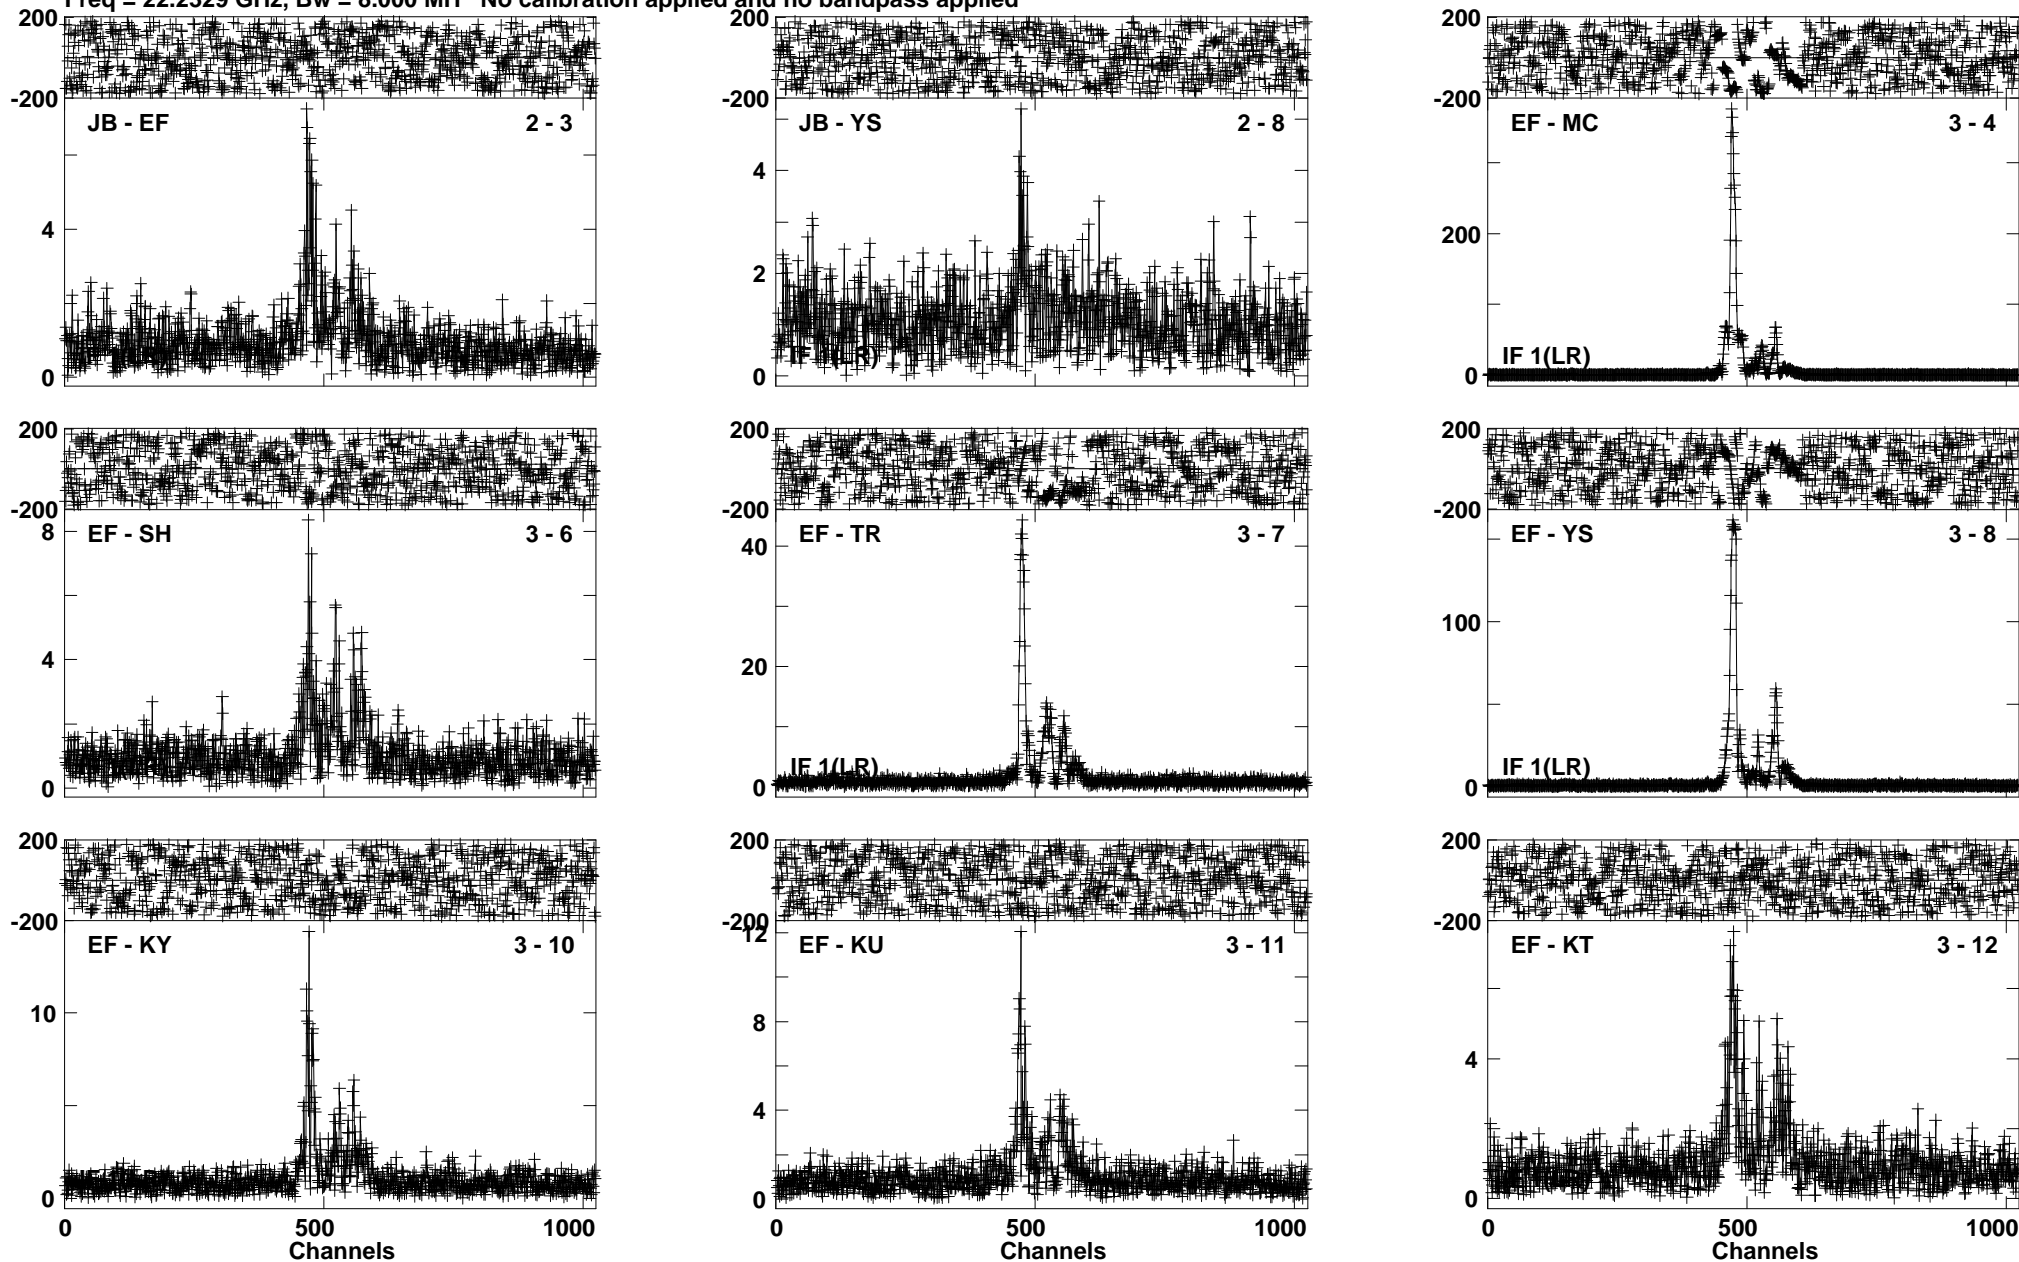 Freq = 22.2329 GHz, Bw = 8.000 MH No calibration applied and no bandpass applied
200
-200
JB - EF
2 - 3
4
0
200
-200
JB - YS
2 - 8
4
2
0
IF 1(LR)
200
-200
EF - MC
3 - 4
200
0
IF 1(LR)
200
-200
EF - SH
3 - 6
8
4
0
200
-200
EF - TR
3 - 7
40
20
0
IF 1(LR)
200
-200
EF - YS
3 - 8
100
0
IF 1(LR)
200
-200
EF - KY
3 - 10
10
0
0
500
1000
Channels
200
-200
EF - KU
3 - 11
12
8
4
0
0
500
1000
Channels
200
-200
EF - KT
3 - 12
4
0
0
500
1000
Channels